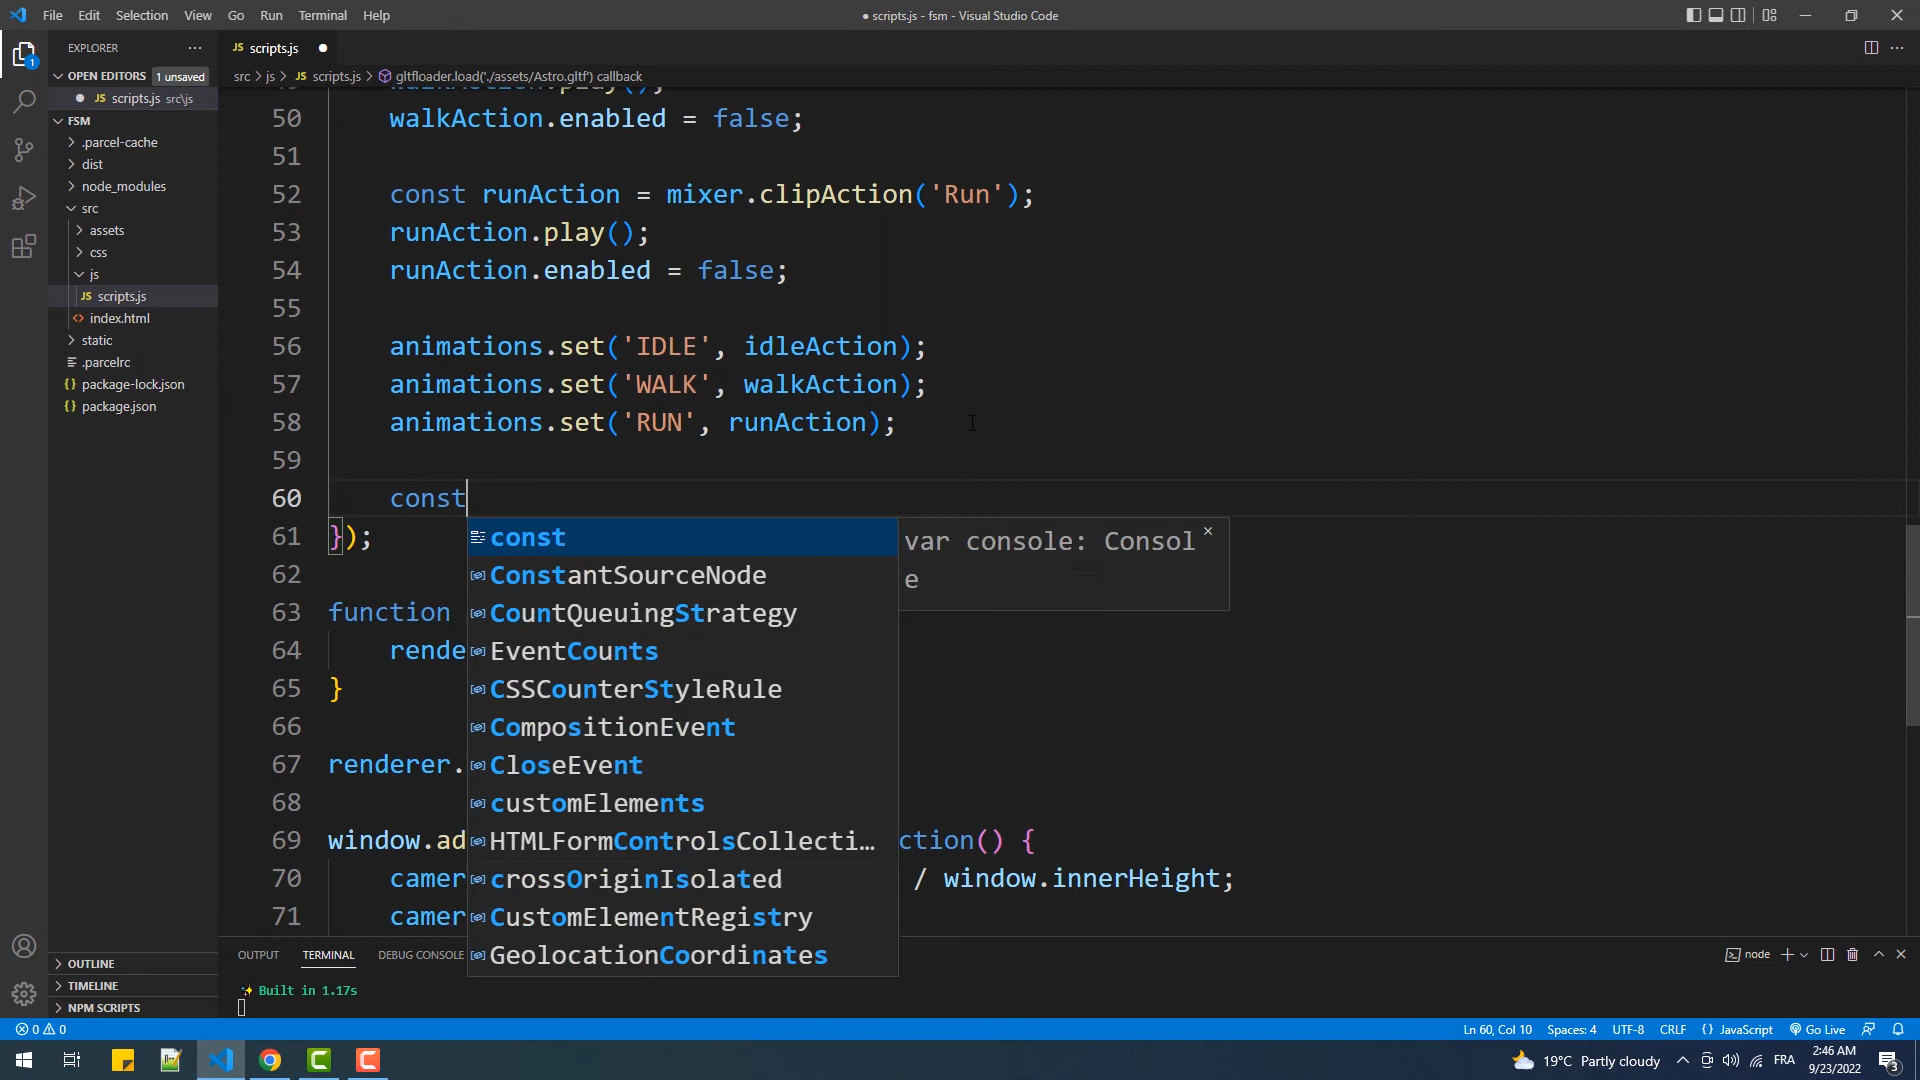 File Edit Selection View Go Run Terminal Help
● scripts.js - fsm - Visual Studio Code
EXPLORER
OPEN EDITORS 1 unsaved
JS scripts.js src\js
FSM
.parcel-cache
dist
node_modules
src
assets
css
js
JS scripts.js
index.html
static
.parcelrc
package-lock.json
package.json
OUTLINE
TIMELINE
NPM SCRIPTS
JS scripts.js ●
src > js > JS scripts.js > gltfloader.load('./assets/Astro.gltf') callback
walkAction.play();
50 walkAction.enabled = false;
51
52 const runAction = mixer.clipAction('Run');
53 runAction.play();
54 runAction.enabled = false;
55
56 animations.set('IDLE', idleAction);
57 animations.set('WALK', walkAction);
58 animations.set('RUN', runAction);
59
60 const
61 });
62
63 function
64 rende
65 }
66
67 renderer.
68
69 window.ad ction() {
70 camer / window.innerHeight;
71 camer
const
ConstantSourceNode
CountQueuingStrategy
EventCounts
CSSCounterStyleRule
CompositionEvent
CloseEvent
customElements
HTMLFormControlsCollecti…
crossOriginIsolated
CustomElementRegistry
GeolocationCoordinates
var console: Consol
e
OUTPUT TERMINAL DEBUG CONSOLE
node
✨ Built in 1.17s
0 0
Ln 60, Col 10 Spaces: 4 UTF-8 CRLF { } JavaScript Go Live
19°C Partly cloudy FRA 2:46 AM
9/23/2022
3
1